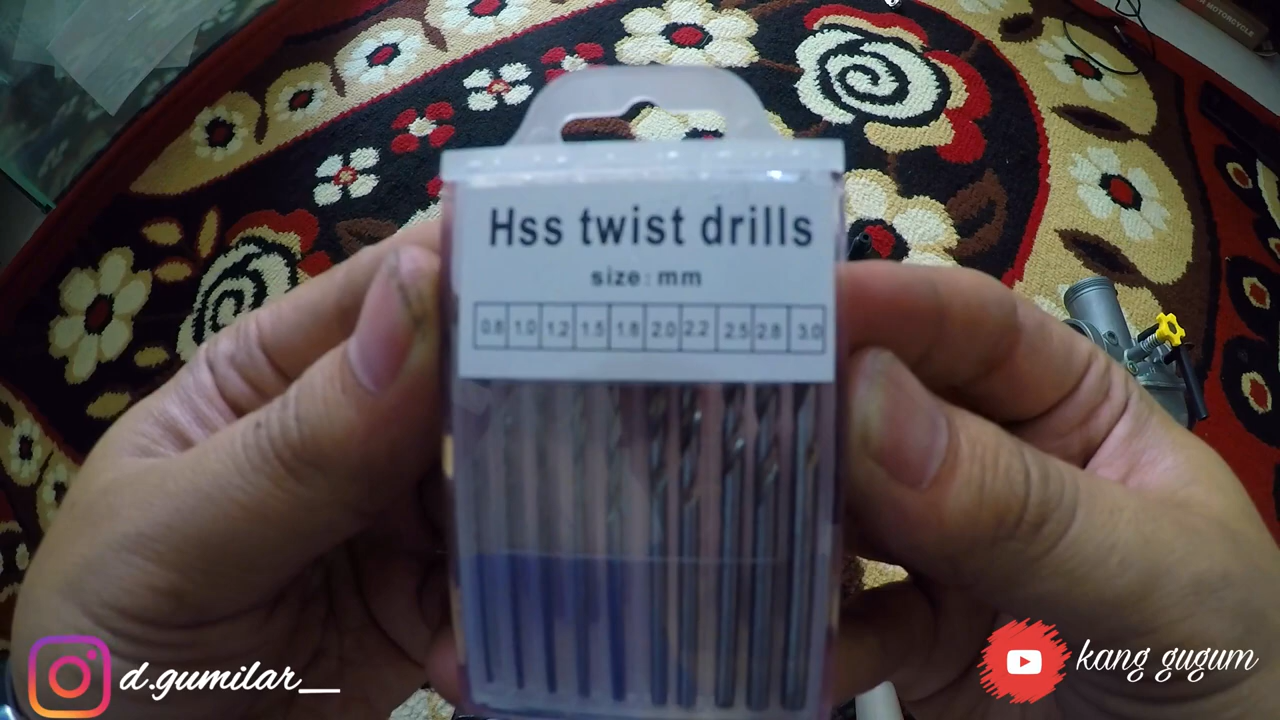 MOTORCYCLE
Hss twist drills
size: mm
0.8 1.0 1.2 1.5 1.8 2.0 2.2 2.5 2.8 3.0
d.gumilar__
kang gugum